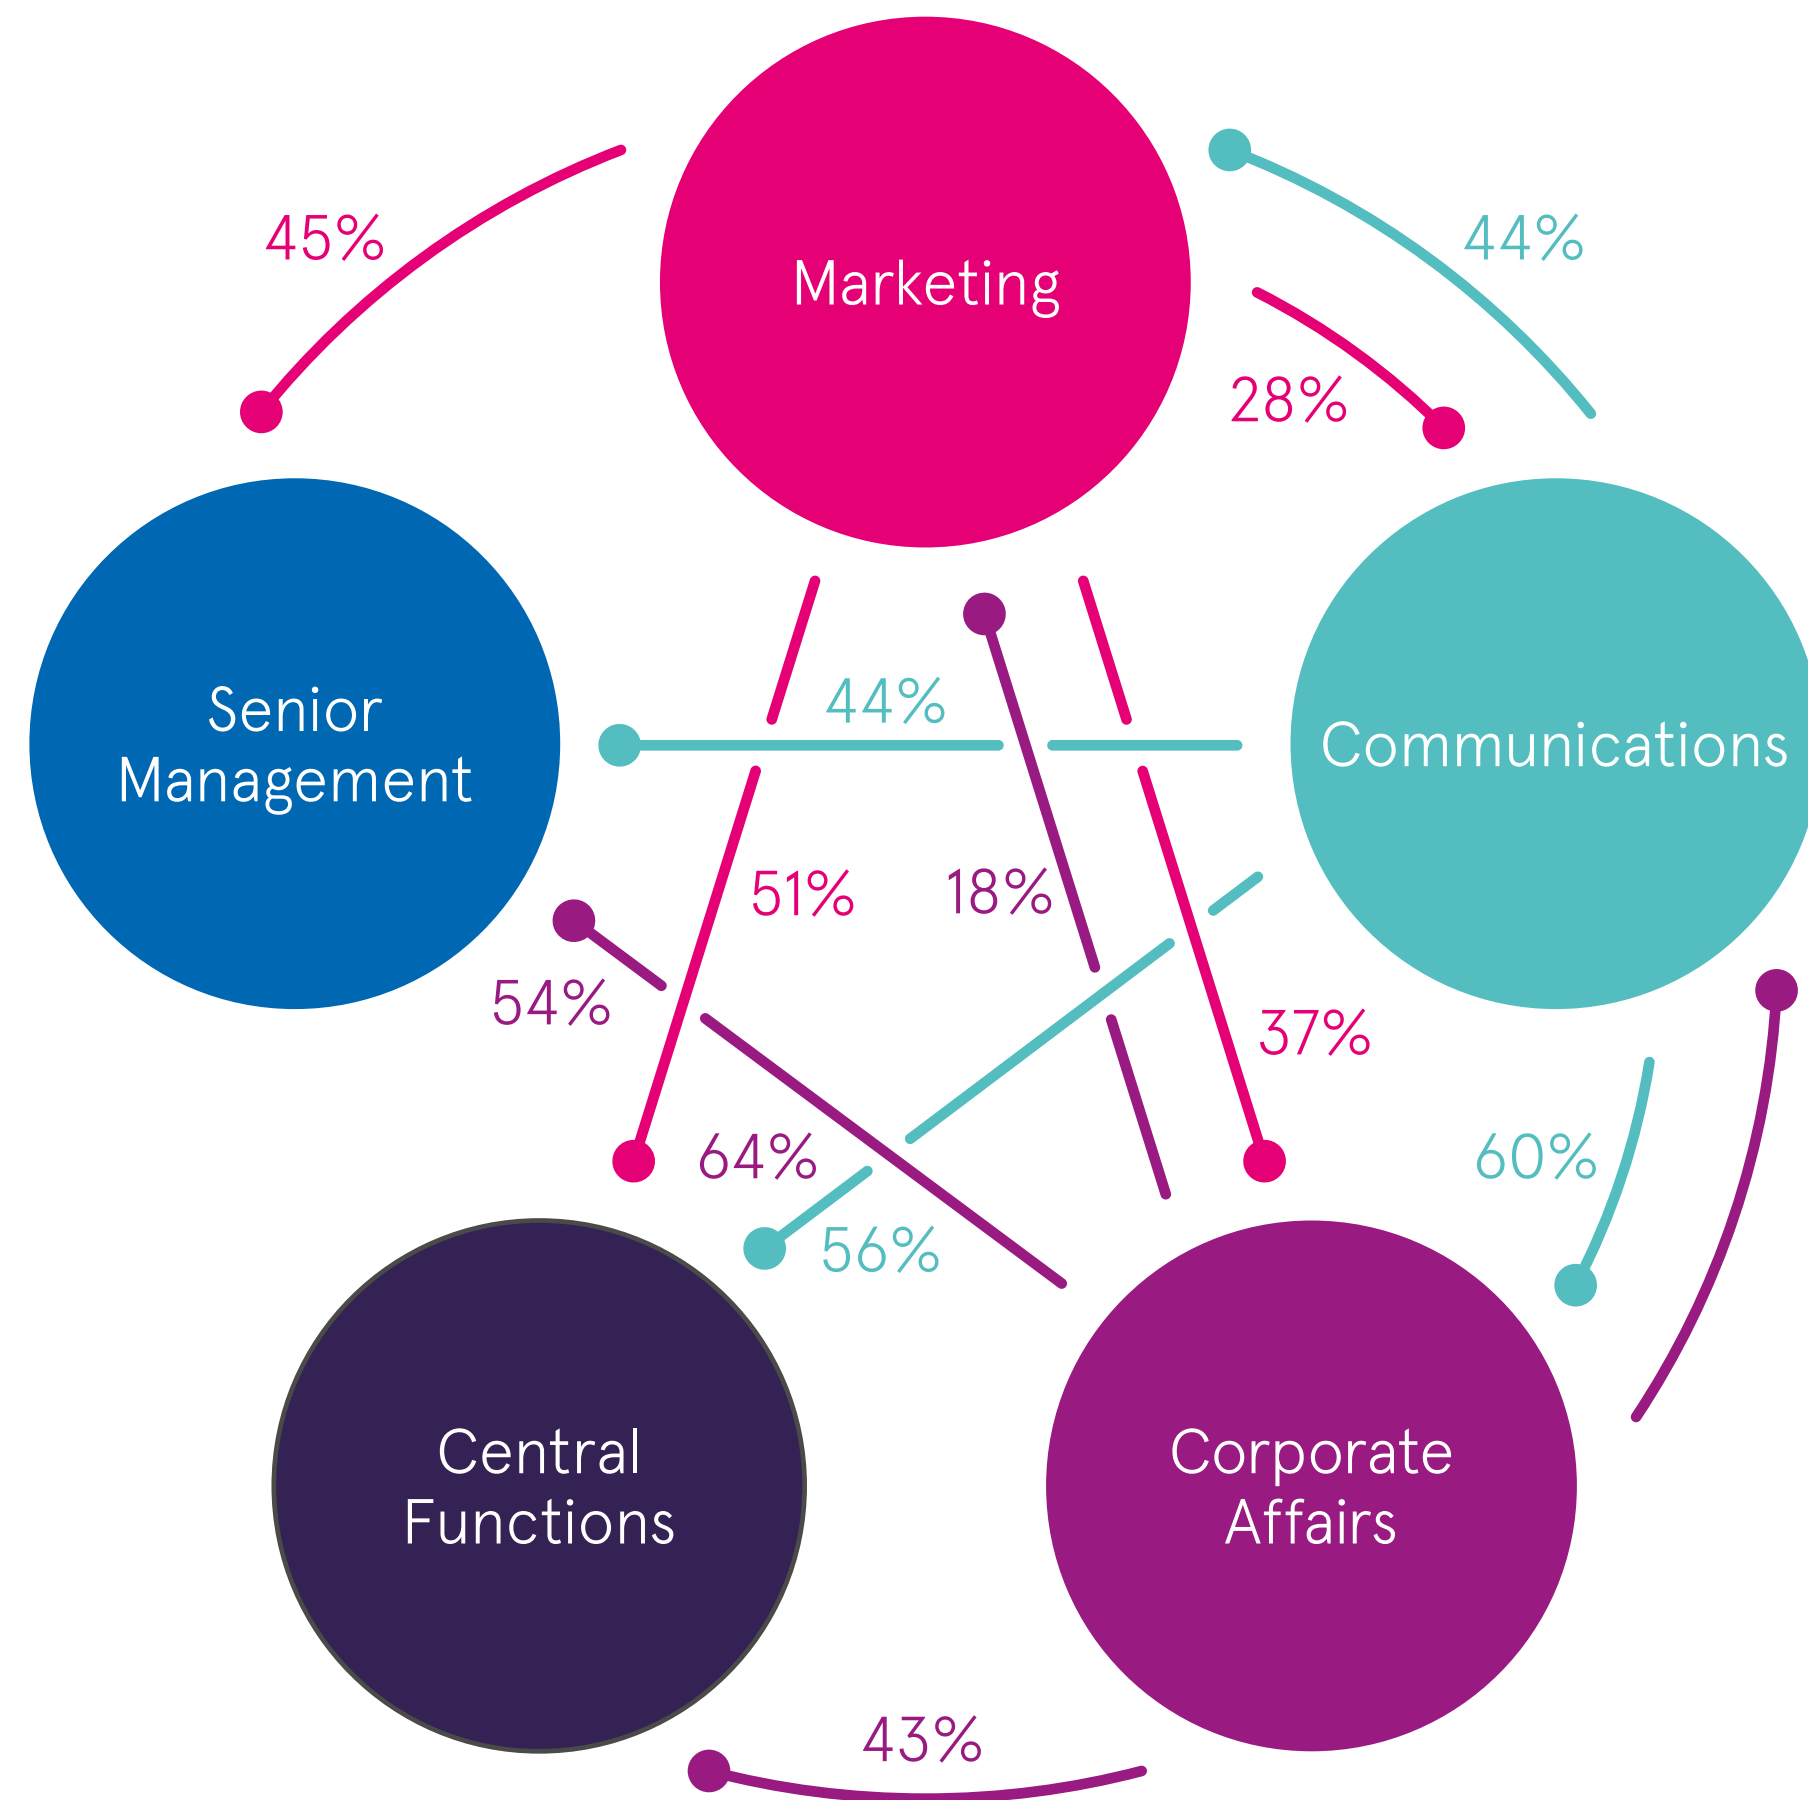 45%
44%
Marketing
28%
Senior
Management
44%
Communications
51%
18%
54%
37%
64%
60%
56%
Central
Functions
Corporate
Affairs
43%